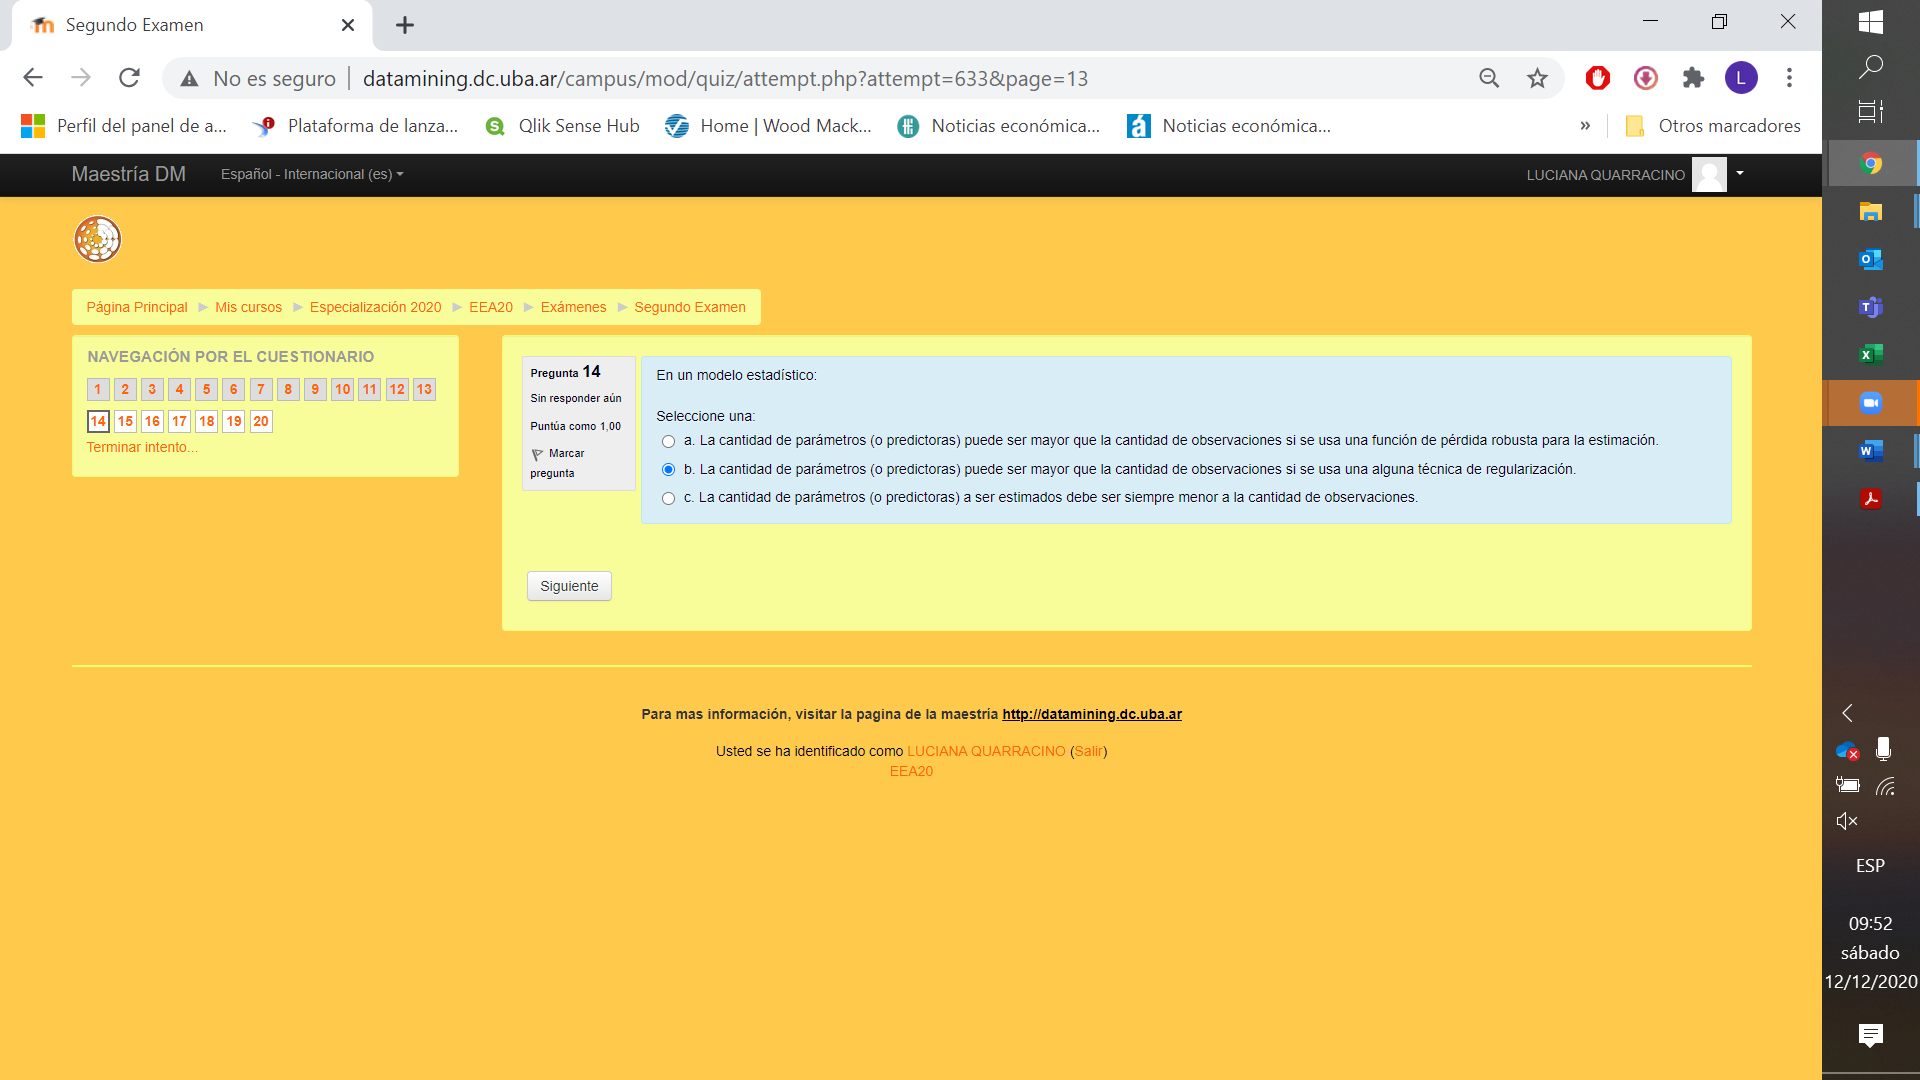 Segundo Examen
No es seguro
datamining.dc.uba.ar/campus/mod/quiz/attempt.php?attempt=633&page=13
L
Perfil del panel de a...
Plataforma de lanza...
Qlik Sense Hub
Home | Wood Mack...
Noticias económica...
Noticias económica...
»
Otros marcadores
Maestría DM
Español - Internacional (es)
LUCIANA QUARRACINO
Página Principal ► Mis cursos ► Especialización 2020 ► EEA20 ► Exámenes ► Segundo Examen
NAVEGACIÓN POR EL CUESTIONARIO
1 2 3 4 5 6 7 8 9 10 11 12 13
14 15 16 17 18 19 20
Terminar intento...
Pregunta 14
Sin responder aún
Puntúa como 1,00
Marcar
pregunta
En un modelo estadístico:
Seleccione una:
a. La cantidad de parámetros (o predictoras) puede ser mayor que la cantidad de observaciones si se usa una función de pérdida robusta para la estimación.
b. La cantidad de parámetros (o predictoras) puede ser mayor que la cantidad de observaciones si se usa una alguna técnica de regularización.
c. La cantidad de parámetros (o predictoras) a ser estimados debe ser siempre menor a la cantidad de observaciones.
Siguiente
Para mas información, visitar la pagina de la maestría http://datamining.dc.uba.ar
Usted se ha identificado como LUCIANA QUARRACINO (Salir)
EEA20
ESP
09:52
sábado
12/12/2020